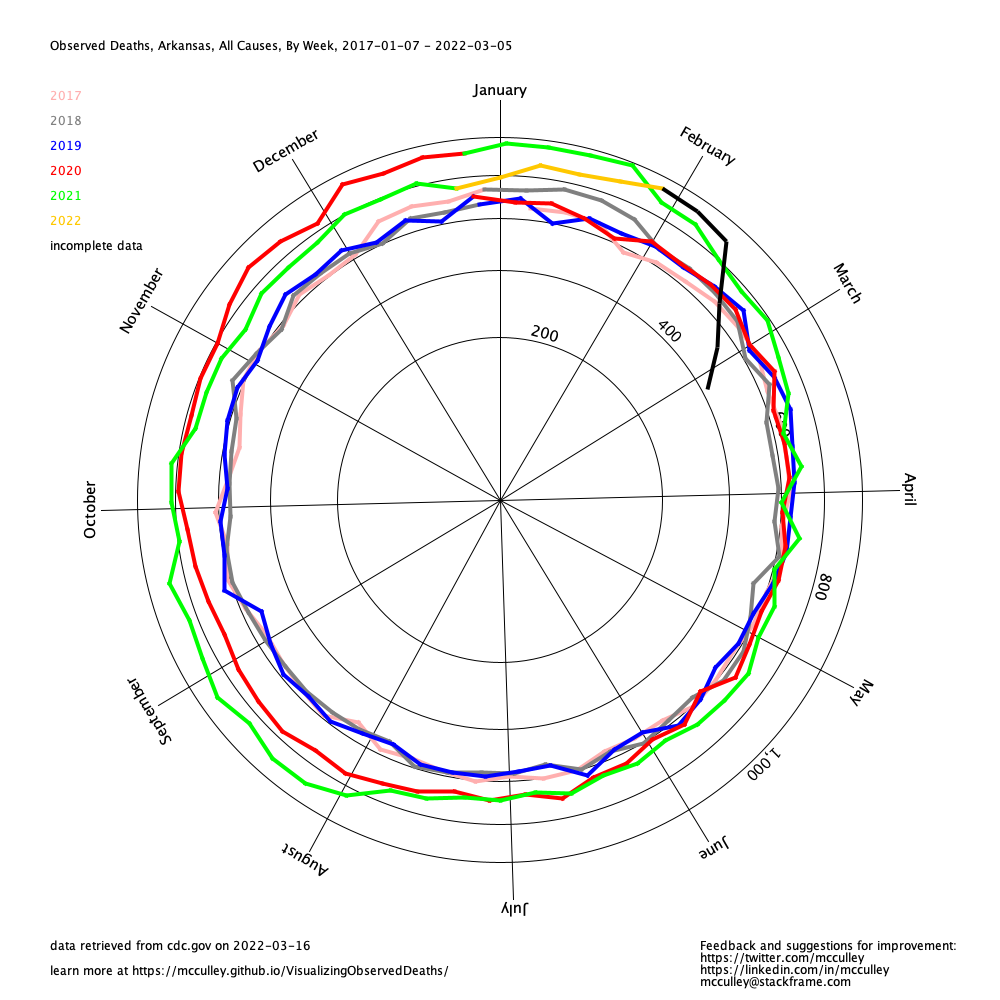 Observed Deaths, Arkansas, All Causes, By Week, 2017-01-07 - 2022-03-05
January
2017
2018
2019
2020
2021
2022
incomplete data
December
February
November
March
200
400
October
April
800
May
September
1,000
August
June
July
data retrieved from cdc.gov on 2022-03-16
learn more at https://mcculley.github.io/VisualizingObservedDeaths/
Feedback and suggestions for improvement:
https://twitter.com/mcculley
https://linkedin.com/in/mcculley
mcculley@stackframe.com